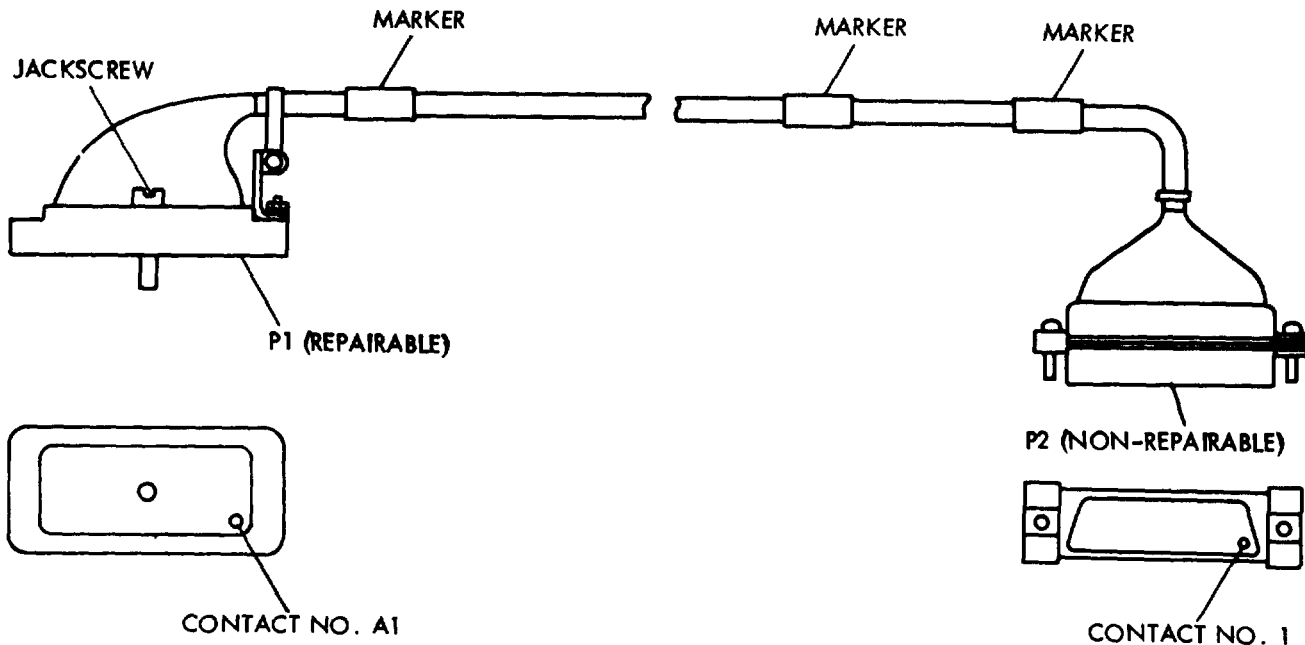 MARKER
MARKER
MARKER
JACKSCREW
P1 (REPAIRABLE)
P2 (NON-REPAIRABLE)
CONTACT NO. A1
CONTACT NO. 1